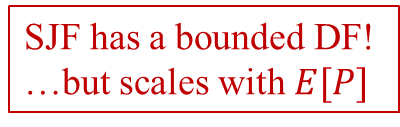 SJF has a bounded DF!
…but scales with 𝐸[𝑃]